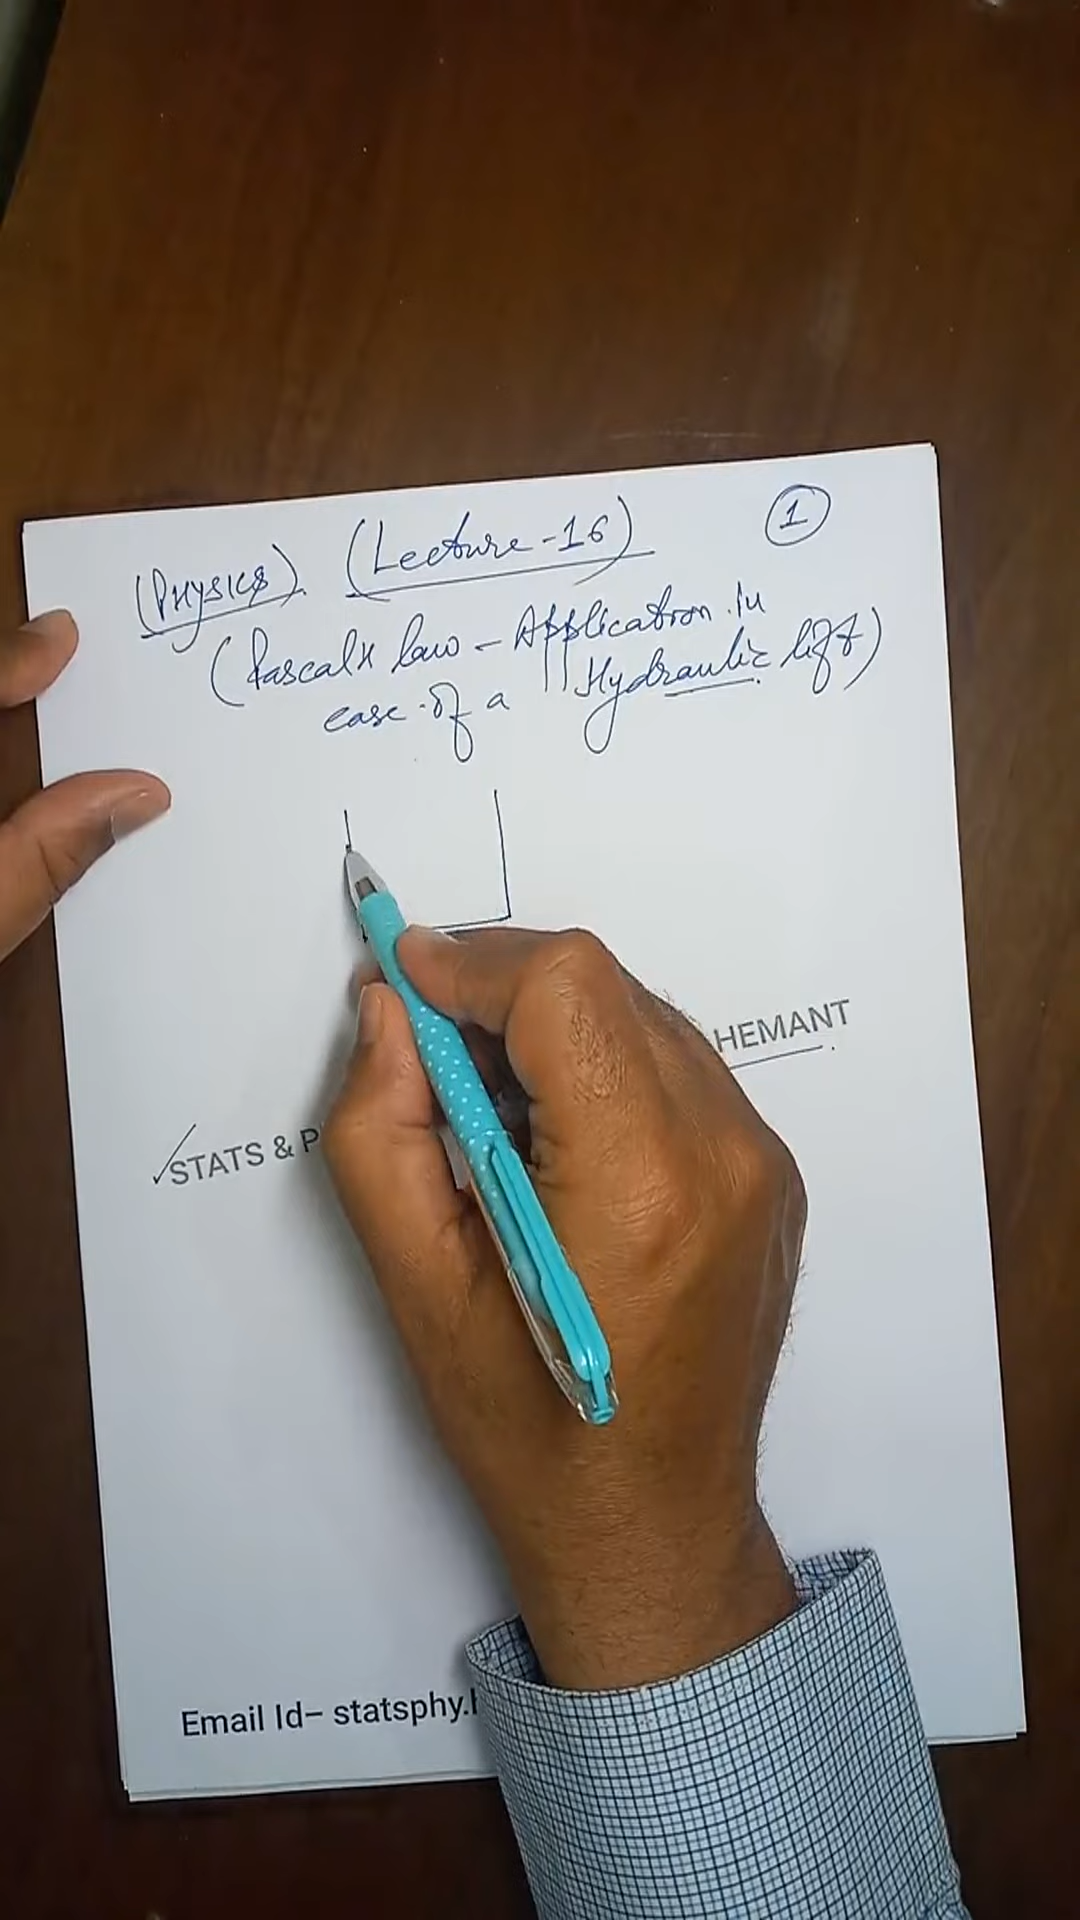 (Physics). (Lecture-16) 1
(Pascal's law - Application in
case of a Hydraulic lift)
HEMANT
STATS & P
Email Id- statsphy.